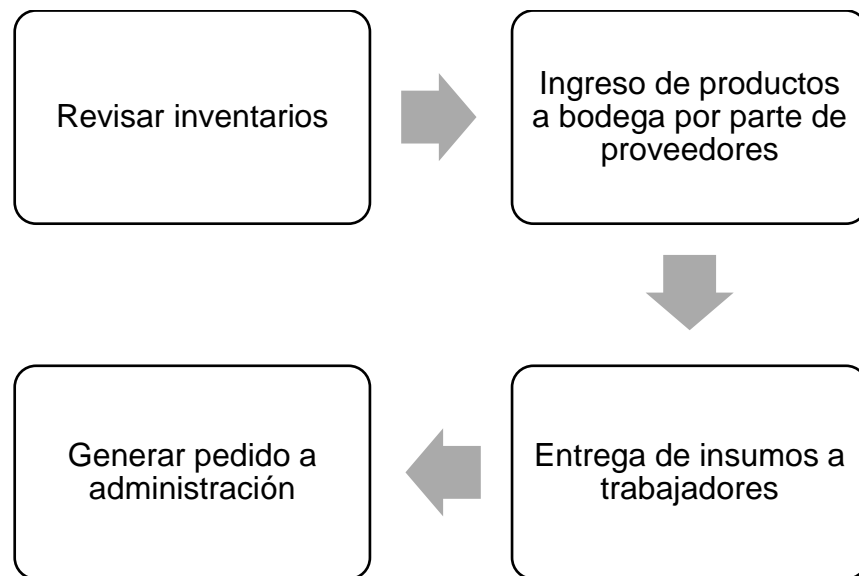 Revisar inventarios
Ingreso de productos
a bodega por parte de
proveedores
Entrega de insumos a
trabajadores
Generar pedido a
administración